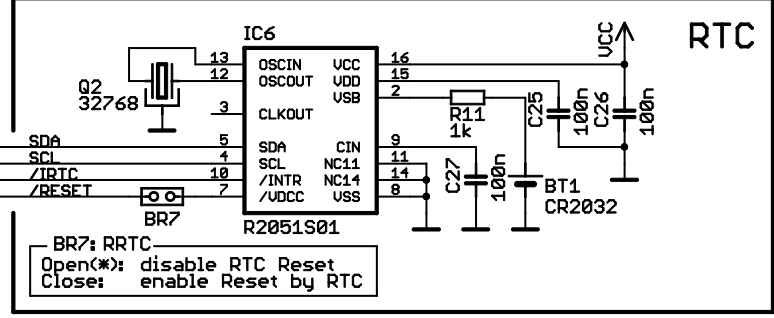 IC6
RTC
VCC
Q2
32768
13 OSCIN VCC 16
12 OSCOUT VDD 15
VSB 2
3 CLKOUT
R11
1k
C25
100n
C26
100n
SDA 5 SDA CIN 9
SCL 4 SCL NC11 11
/IRTC 10 /INTR NC14 14
/RESET 7 /VDCC VSS 8
C27
100n
BT1
CR2032
BR7
R2051S01
BR7: RRTC
Open(*): disable RTC Reset
Close: enable Reset by RTC